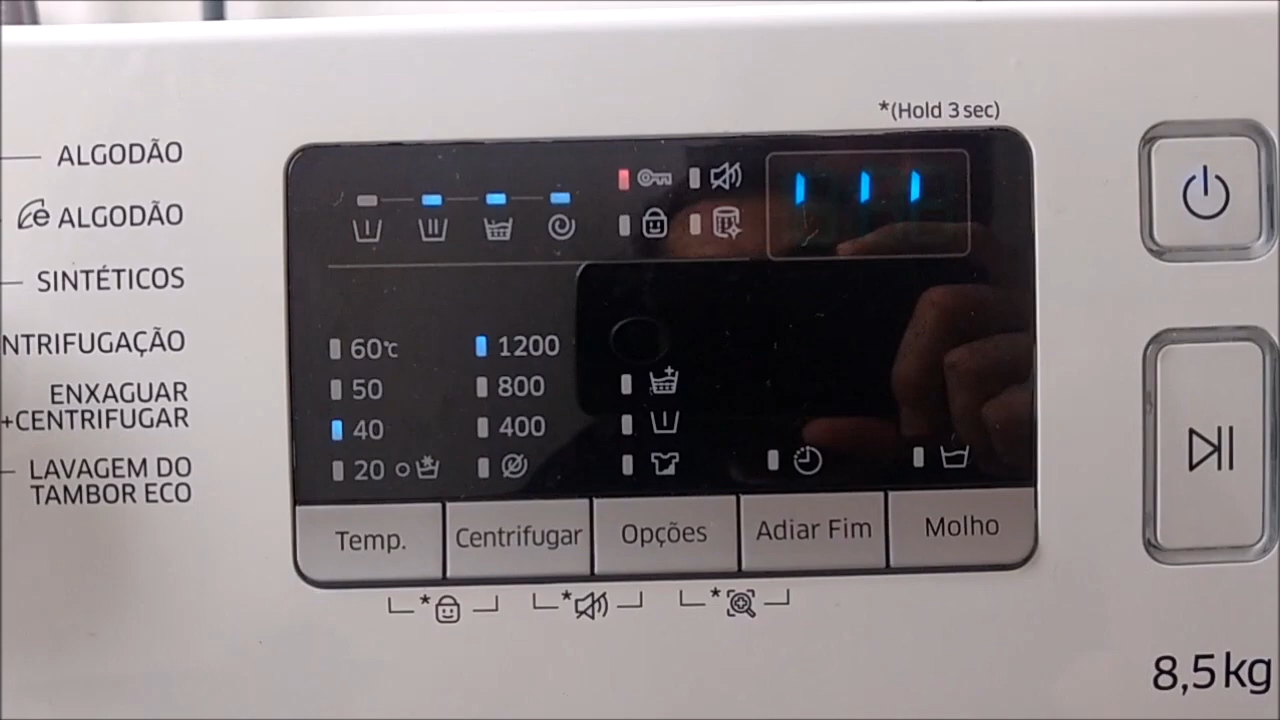 *(Hold 3 sec)
ALGODÃO
e ALGODÃO
SINTÉTICOS
NTRIFUGAÇÃO
ENXAGUAR
+CENTRIFUGAR
LAVAGEM DO
TAMBOR ECO
60℃ 1200
50 800
40 400
20
Temp. Centrifugar Opções Adiar Fim Molho
* * *
8,5kg